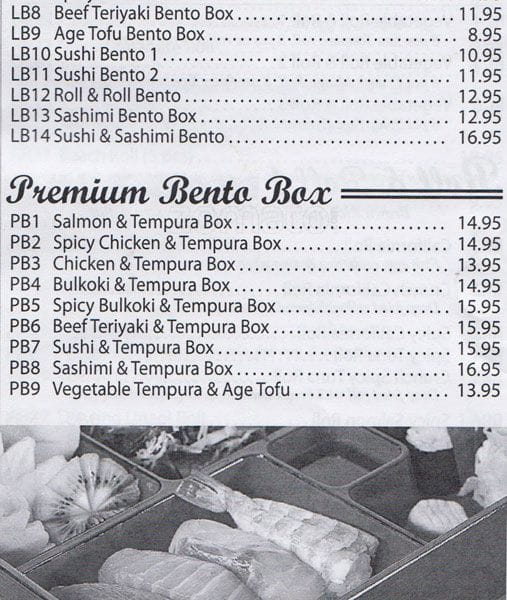 LB8 Beef Teriyaki Bento Box 11.95
LB9 Age Tofu Bento Box 8.95
LB10 Sushi Bento 1 10.95
LB11 Sushi Bento 2 11.95
LB12 Roll & Roll Bento 12.95
LB13 Sashimi Bento Box 12.95
LB14 Sushi & Sashimi Bento 16.95
Premium Bento Box
PB1 Salmon & Tempura Box 14.95
PB2 Spicy Chicken & Tempura Box 14.95
PB3 Chicken & Tempura Box 13.95
PB4 Bulkoki & Tempura Box 14.95
PB5 Spicy Bulkoki & Tempura Box 15.95
PB6 Beef Teriyaki & Tempura Box 15.95
PB7 Sushi & Tempura Box 15.95
PB8 Sashimi & Tempura Box 16.95
PB9 Vegetable Tempura & Age Tofu 13.95